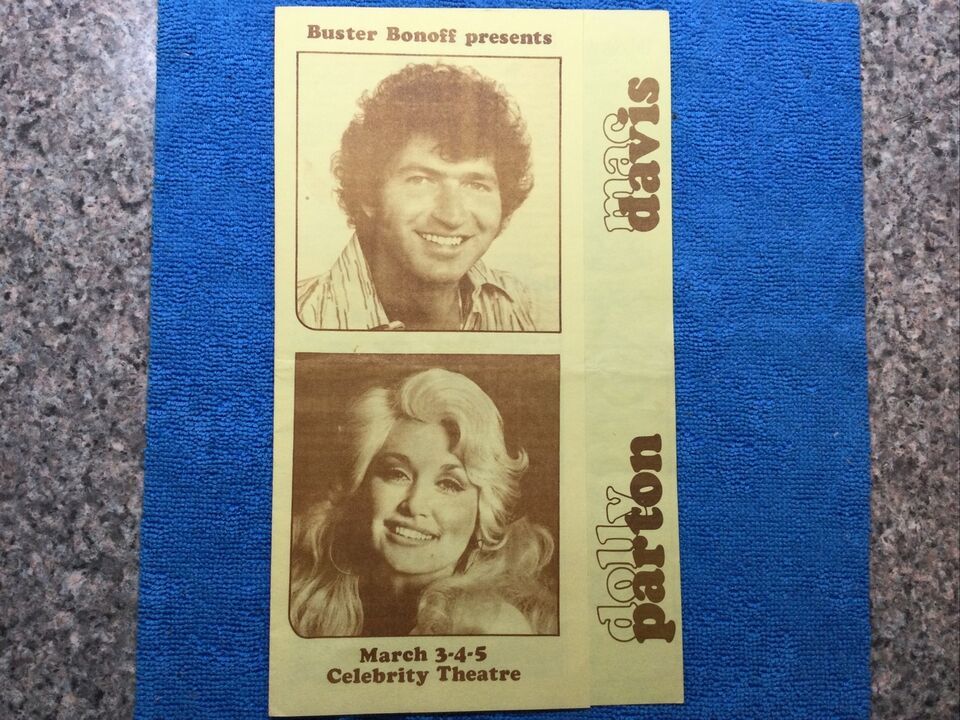 Buster Bonoff presents
March 3-4-5
Celebrity Theatre
mac
davis
dolly
parton